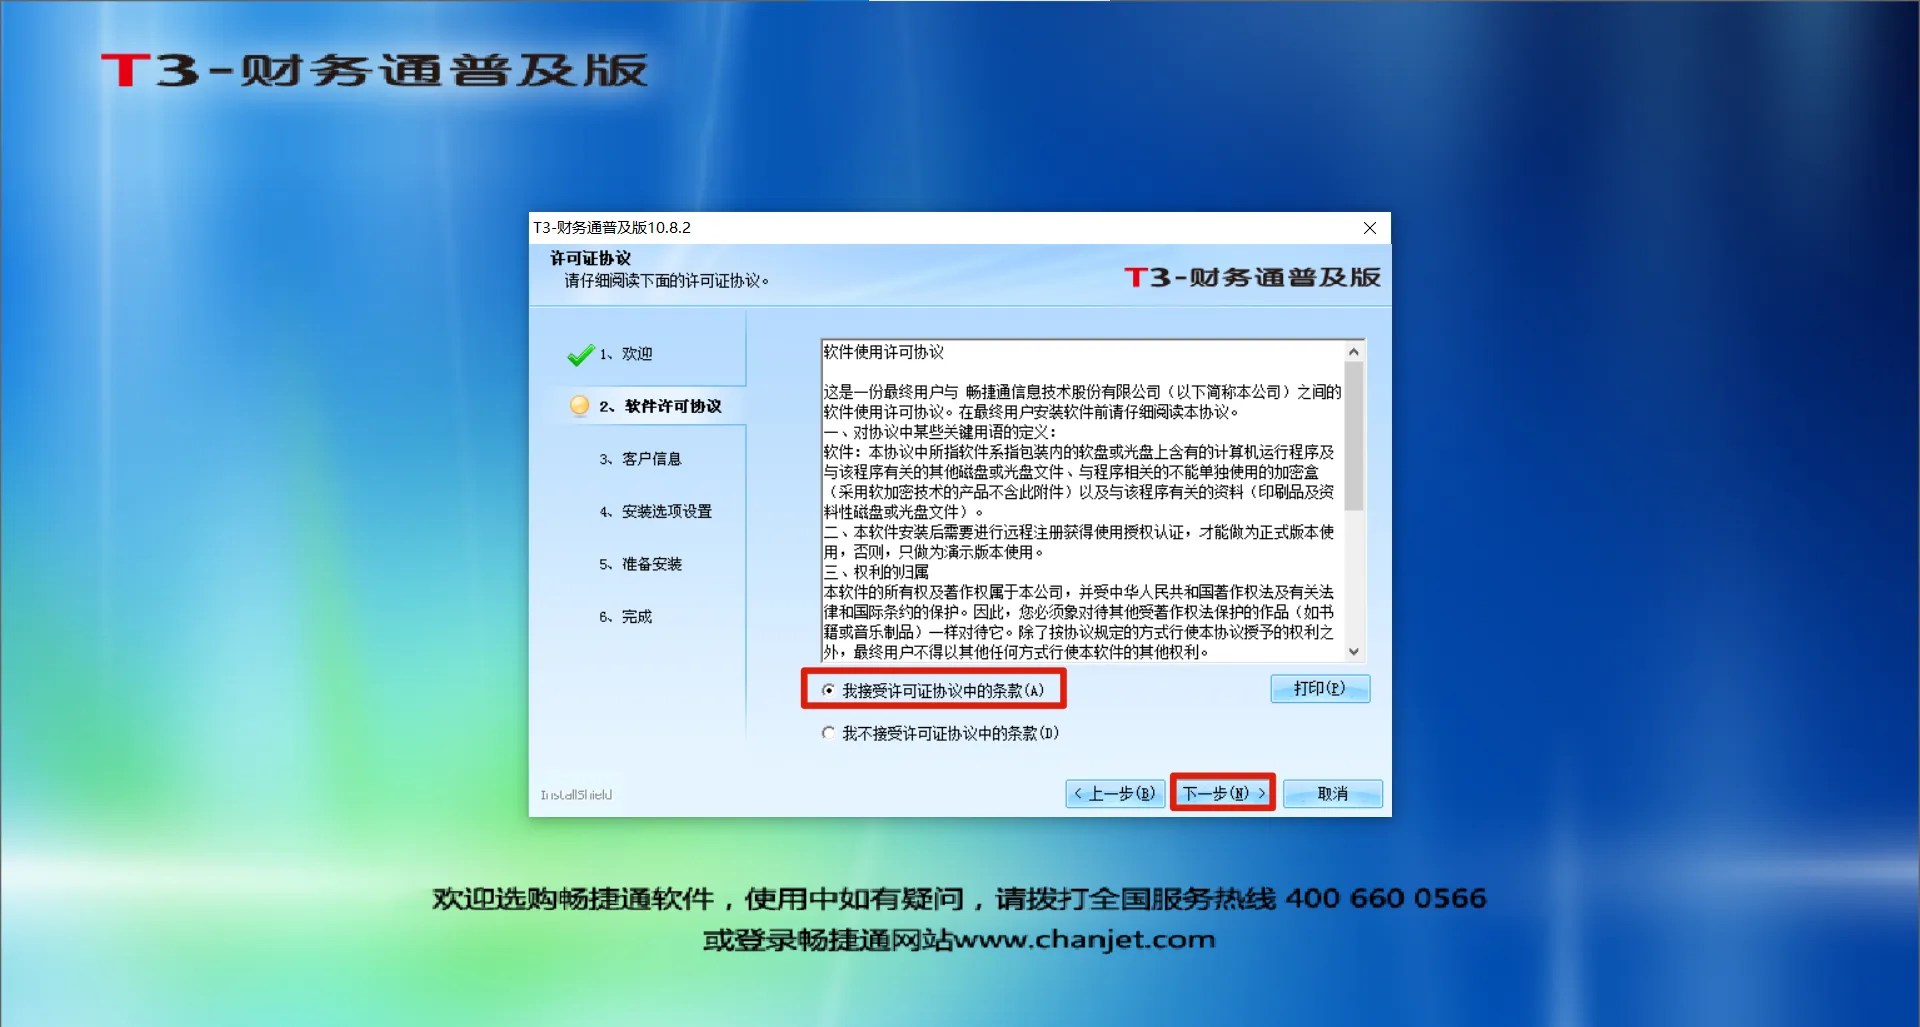 T3-财务通普及版
T3-财务通普及版10.8.2
许可证协议
请仔细阅读下面的许可证协议。
T3-财务通普及版
1、欢迎
2、软件许可协议
3、客户信息
4、安装选项设置
5、准备安装
6、完成
软件使用许可协议
这是一份最终用户与 畅捷通信息技术股份有限公司（以下简称本公司）之间的
软件使用许可协议。在最终用户安装软件前请仔细阅读本协议。
一、对协议中某些关键用语的定义：
软件：本协议中所指软件系指包装内的软盘或光盘上含有的计算机运行程序及
与该程序有关的其他磁盘或光盘文件、与程序相关的不能单独使用的加密盒
（采用软加密技术的产品不含此附件）以及与该程序有关的资料（印刷品及资
料性磁盘或光盘文件）。
二、本软件安装后需要进行远程注册获得使用授权认证，才能做为正式版本使
用，否则，只做为演示版本使用。
三、权利的归属
本软件的所有权及著作权属于本公司，并受中华人民共和国著作权法及有关法
律和国际条约的保护。因此，您必须象对待其他受著作权法保护的作品（如书
籍或音乐制品）一样对待它。除了按协议规定的方式行使本协议授予的权利之
外，最终用户不得以其他任何方式行使本软件的其他权利。
我接受许可证协议中的条款(A)
打印(P)
我不接受许可证协议中的条款(D)
InstallShield
< 上一步(B)
下一步(N) >
取消
欢迎选购畅捷通软件，使用中如有疑问，请拨打全国服务热线 400 660 0566
或登录畅捷通网站www.chanjet.com